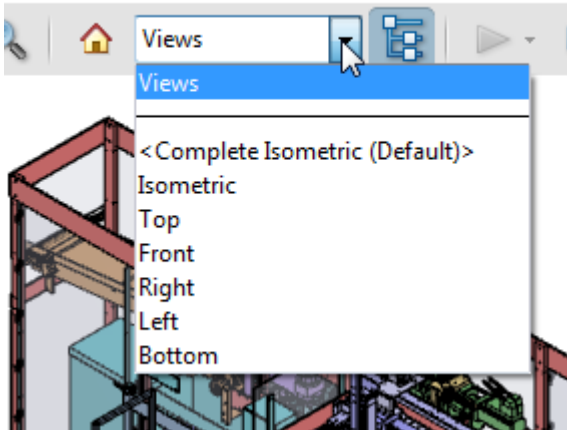 Views
Views
<Complete Isometric (Default)>
Isometric
Top
Front
Right
Left
Bottom